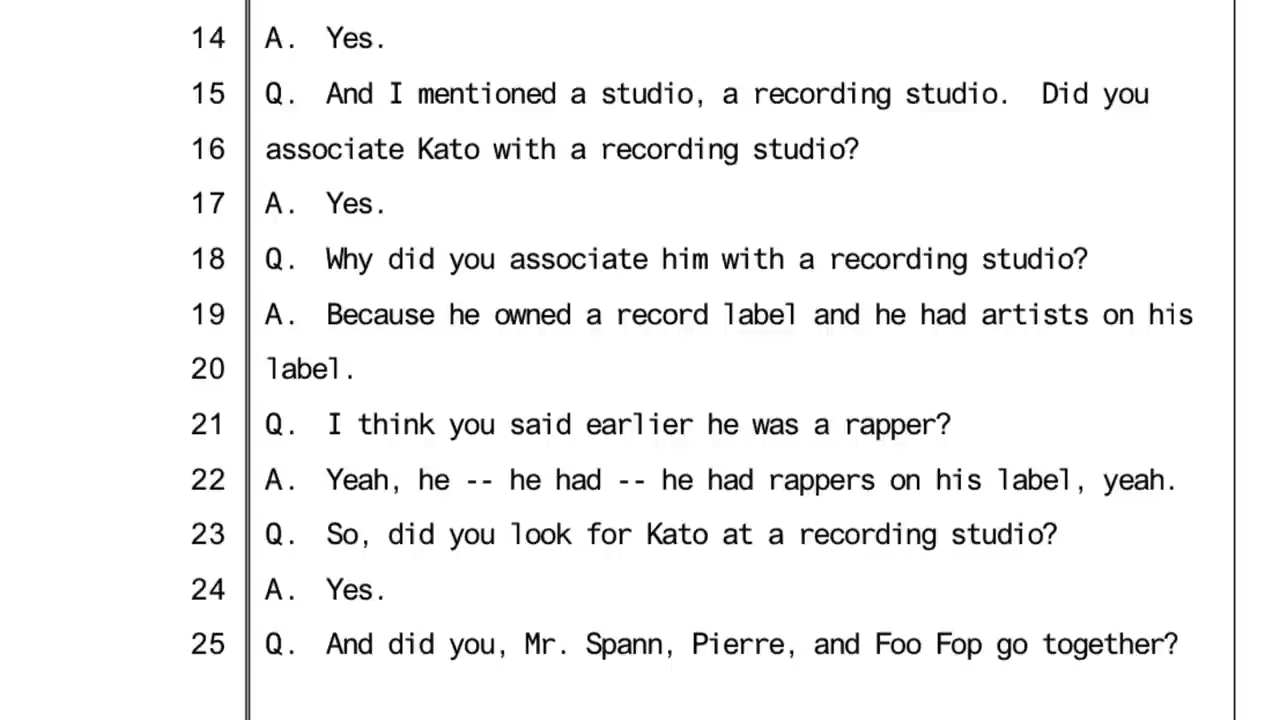 14 A. Yes.
15 Q. And I mentioned a studio, a recording studio. Did you
16 associate Kato with a recording studio?
17 A. Yes.
18 Q. Why did you associate him with a recording studio?
19 A. Because he owned a record label and he had artists on his
20 label.
21 Q. I think you said earlier he was a rapper?
22 A. Yeah, he -- he had -- he had rappers on his label, yeah.
23 Q. So, did you look for Kato at a recording studio?
24 A. Yes.
25 Q. And did you, Mr. Spann, Pierre, and Foo Fop go together?